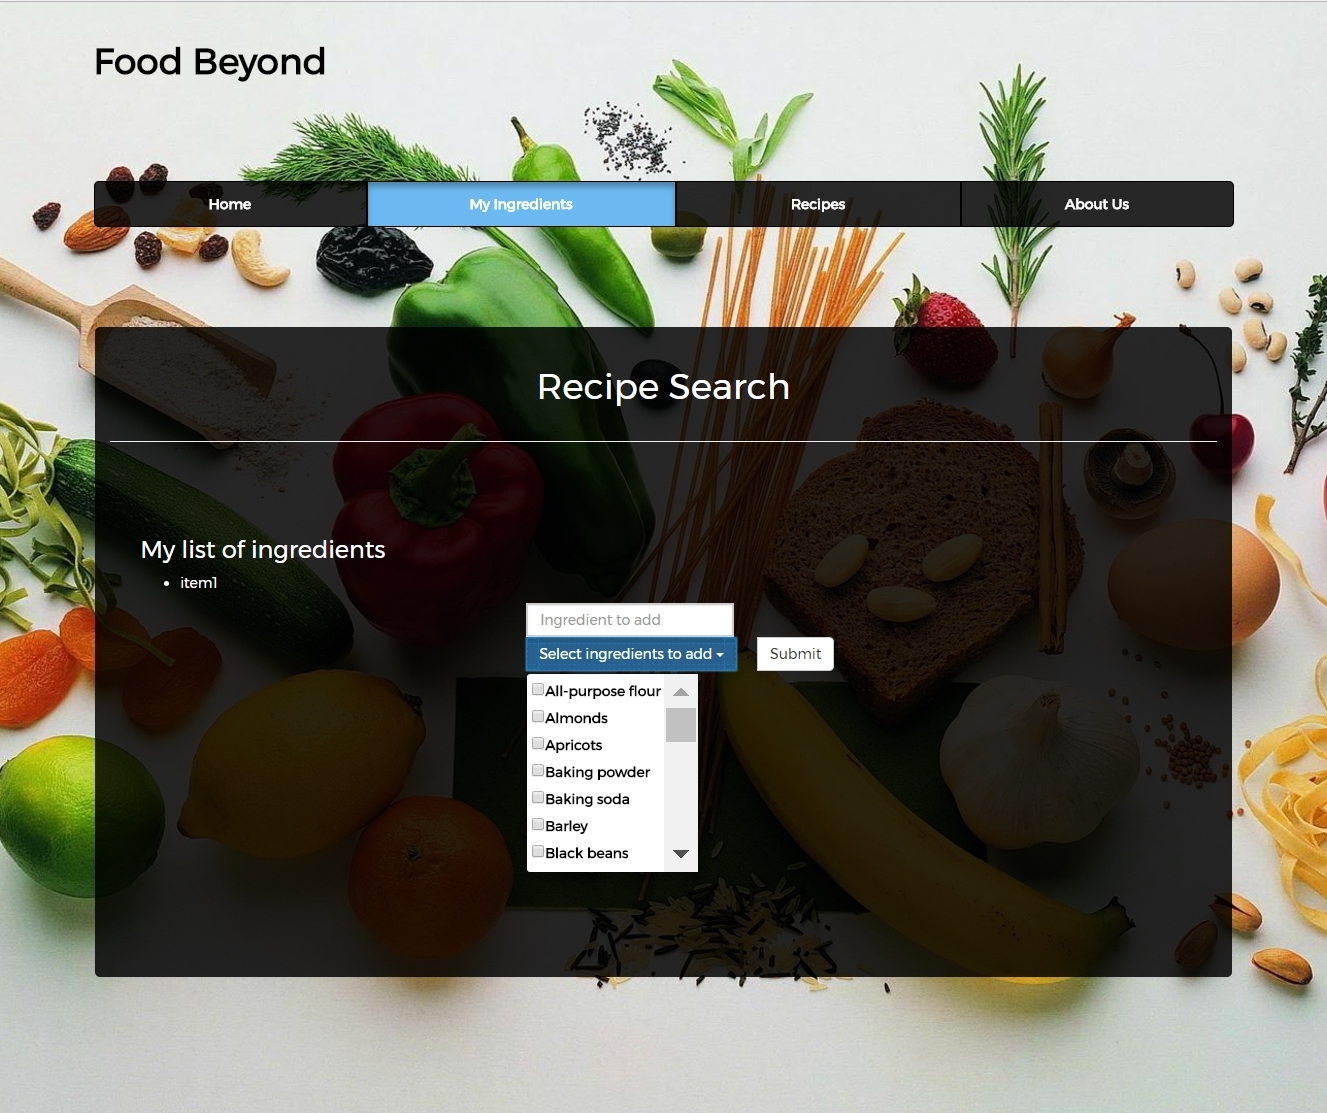 Food Beyond
Home My Ingredients Recipes About Us
Recipe Search
My list of ingredients
item1
Ingredient to add
Select ingredients to add Submit
All-purpose flour
Almonds
Apricots
Baking powder
Baking soda
Barley
Black beans